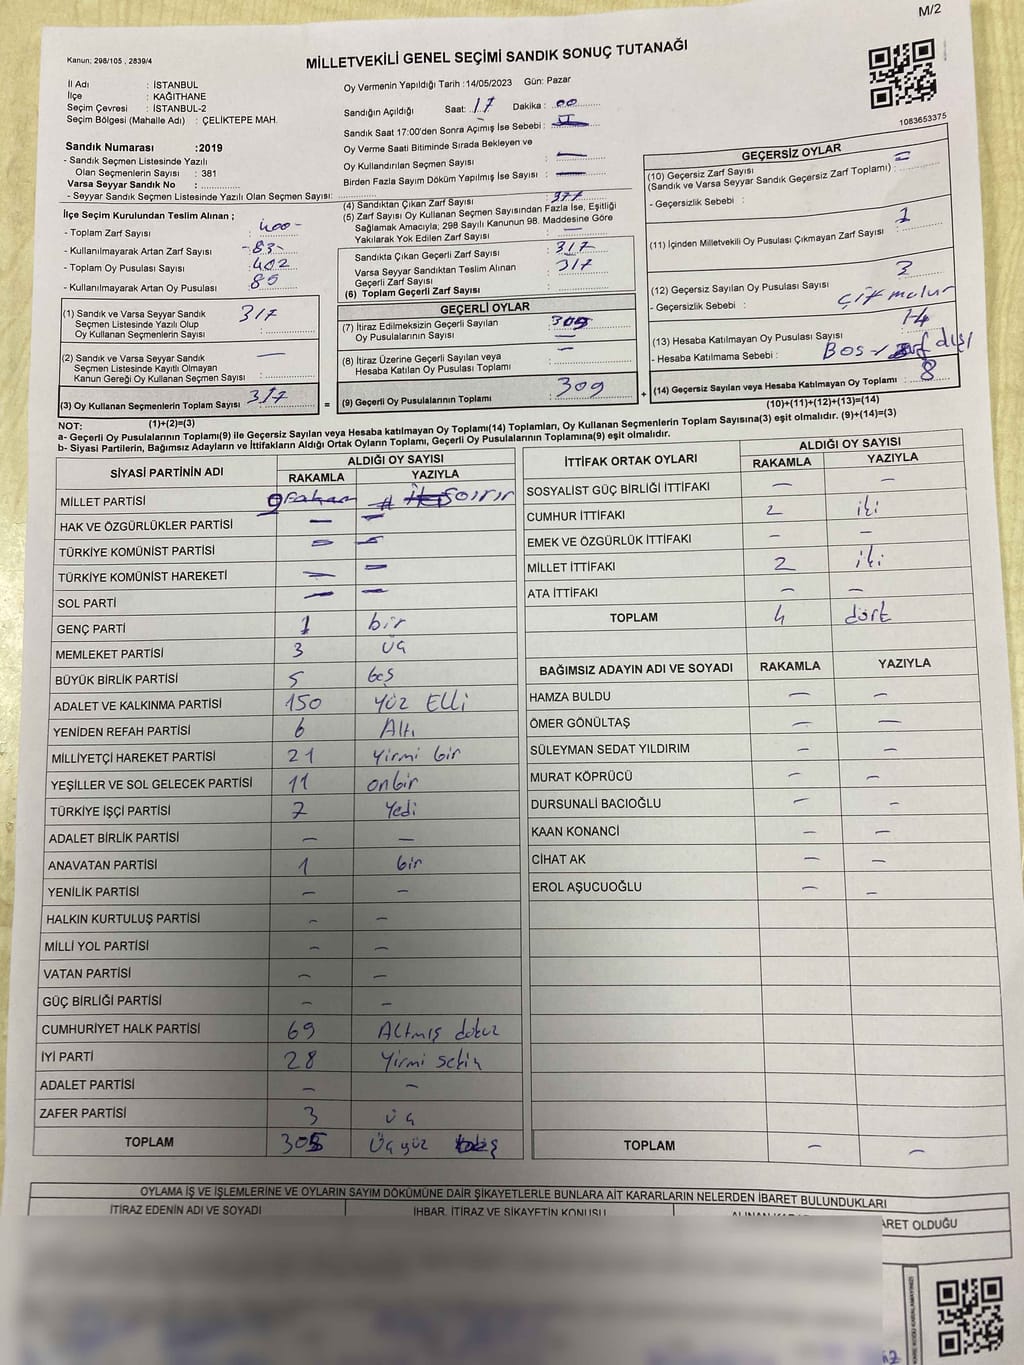 M/2
Kanun; 298/105 , 2839/4
MİLLETVEKİLİ GENEL SEÇİMİ SANDIK SONUÇ TUTANAĞI
İl Adı : İSTANBUL
İlçe : KAĞITHANE
Seçim Çevresi : İSTANBUL-2
Seçim Bölgesi (Mahalle Adı) : ÇELİKTEPE MAH.
Sandık Numarası :2019
- Sandık Seçmen Listesinde Yazılı
Olan Seçmenlerin Sayısı : 381
Varsa Seyyar Sandık No :
- Seyyar Sandık Seçmen Listesinde Yazılı Olan Seçmen Sayısı:
İlçe Seçim Kurulundan Teslim Alınan ;
- Toplam Zarf Sayısı : 400-
- Kullanılmayarak Artan Zarf Sayısı : -83-
- Toplam Oy Pusulası Sayısı : 402
- Kullanılmayarak Artan Oy Pusulası : 85
Oy Vermenin Yapıldığı Tarih :14/05/2023 Gün: Pazar
Sandığın Açıldığı Saat: 17 Dakika : 00
Sandık Saat 17:00'den Sonra Açımış İse Sebebi :
Oy Verme Saati Bitiminde Sırada Bekleyen ve
Oy Kullandırılan Seçmen Sayısı : —
Birden Fazla Sayım Döküm Yapılmış İse Sayısı : —
(4) Sandıktan Çıkan Zarf Sayısı :
(5) Zarf Sayısı Oy Kullanan Seçmen Sayısından Fazla İse, Eşitliği
Sağlamak Amacıyla; 298 Sayılı Kanunun 98. Maddesine Göre
Yakılarak Yok Edilen Zarf Sayısı : —
Sandıkta Çıkan Geçerli Zarf Sayısı : 317
Varsa Seyyar Sandıktan Teslim Alınan
Geçerli Zarf Sayısı
: 317
(6) Toplam Geçerli Zarf Sayısı :
1083653375
GEÇERSİZ OYLAR
(10) Geçersiz Zarf Sayısı
(Sandık ve Varsa Seyyar Sandık Geçersiz Zarf Toplamı) :
- Geçersizlik Sebebi :
(11) İçinden Milletvekili Oy Pusulası Çıkmayan Zarf Sayısı : 1
(12) Geçersiz Sayılan Oy Pusulası Sayısı : 3
- Geçersizlik Sebebi :
(13) Hesaba Katılmayan Oy Pusulası Sayısı
- Hesaba Katılmama Sebebi : Bos dışı
(14) Geçersiz Sayılan veya Hesaba Katılmayan Oy Toplamı : 8
(10)+(11)+(12)+(13)=(14)
(1) Sandık ve Varsa Seyyar Sandık
Seçmen Listesinde Yazılı Olup
Oy Kullanan Seçmenlerin Sayısı : 317
(2) Sandık ve Varsa Seyyar Sandık
Seçmen Listesinde Kayıtlı Olmayan
Kanun Gereği Oy Kullanan Seçmen Sayısı : —
(3) Oy Kullanan Seçmenlerin Toplam Sayısı : 317
(1)+(2)=(3)
=
GEÇERLİ OYLAR
(7) İtiraz Edilmeksizin Geçerli Sayılan
Oy Pusulalarının Sayısı : 309
(8) İtiraz Üzerine Geçerli Sayılan veya
Hesaba Katılan Oy Pusulası Toplamı : —
(9) Geçerli Oy Pusulalarının Toplamı : 309
+
NOT:
a- Geçerli Oy Pusulalarının Toplamı(9) ile Geçersiz Sayılan veya Hesaba katılmayan Oy Toplamı(14) Toplamları, Oy Kullanan Seçmenlerin Toplam Sayısına(3) eşit olmalıdır. (9)+(14)=(3)
b- Siyasi Partilerin, Bağımsız Adayların ve İttifakların Aldığı Ortak Oyların Toplamı, Geçerli Oy Pusulalarının Toplamına(9) eşit olmalıdır.
SİYASİ PARTİNİN ADI ALDIĞI OY SAYISI
RAKAMLA YAZIYLA
MİLLET PARTİSİ
HAK VE ÖZGÜRLÜKLER PARTİSİ — —
TÜRKİYE KOMÜNİST PARTİSİ — —
TÜRKİYE KOMÜNİST HAREKETİ — —
SOL PARTİ — —
GENÇ PARTİ 1 bir
MEMLEKET PARTİSİ 3 üç
BÜYÜK BİRLİK PARTİSİ 5 beş
ADALET VE KALKINMA PARTİSİ 150 Yüz Elli
YENİDEN REFAH PARTİSİ 6 Altı
MİLLİYETÇİ HAREKET PARTİSİ 21 Yirmi bir
YEŞİLLER VE SOL GELECEK PARTİSİ 11 onbir
TÜRKİYE İŞÇİ PARTİSİ 7 Yedi
ADALET BİRLİK PARTİSİ — —
ANAVATAN PARTİSİ 1 bir
YENİLİK PARTİSİ — —
HALKIN KURTULUŞ PARTİSİ — —
MİLLİ YOL PARTİSİ — —
VATAN PARTİSİ — —
GÜÇ BİRLİĞİ PARTİSİ — —
CUMHURİYET HALK PARTİSİ 69 Altmış dokuz
İYİ PARTİ 28 Yirmi sekiz
ADALET PARTİSİ — —
ZAFER PARTİSİ 3 üç
TOPLAM 305 Üçyüz beş
İTTİFAK ORTAK OYLARI ALDIĞI OY SAYISI
RAKAMLA YAZIYLA
SOSYALİST GÜÇ BİRLİĞİ İTTİFAKI — —
CUMHUR İTTİFAKI 2 iki
EMEK VE ÖZGÜRLÜK İTTİFAKI — —
MİLLET İTTİFAKI 2 iki
ATA İTTİFAKI — —
TOPLAM 4 dört
BAĞIMSIZ ADAYIN ADI VE SOYADI RAKAMLA YAZIYLA
HAMZA BULDU — —
ÖMER GÖNÜLTAŞ — —
SÜLEYMAN SEDAT YILDIRIM — —
MURAT KÖPRÜCÜ — —
DURSUNALİ BACIOĞLU — —
KAAN KONANCİ — —
CİHAT AK — —
EROL AŞUCUOĞLU — —
TOPLAM — —
OYLAMA İŞ VE İŞLEMLERİNE VE OYLARIN SAYIM DÖKÜMÜNE DAİR ŞİKAYETLERLE BUNLARA AİT KARARLARIN NELERDEN İBARET BULUNDUKLARI
İTİRAZ EDENİN ADI VE SOYADI İHBAR, İTİRAZ VE ŞİKAYETİN KONUSU